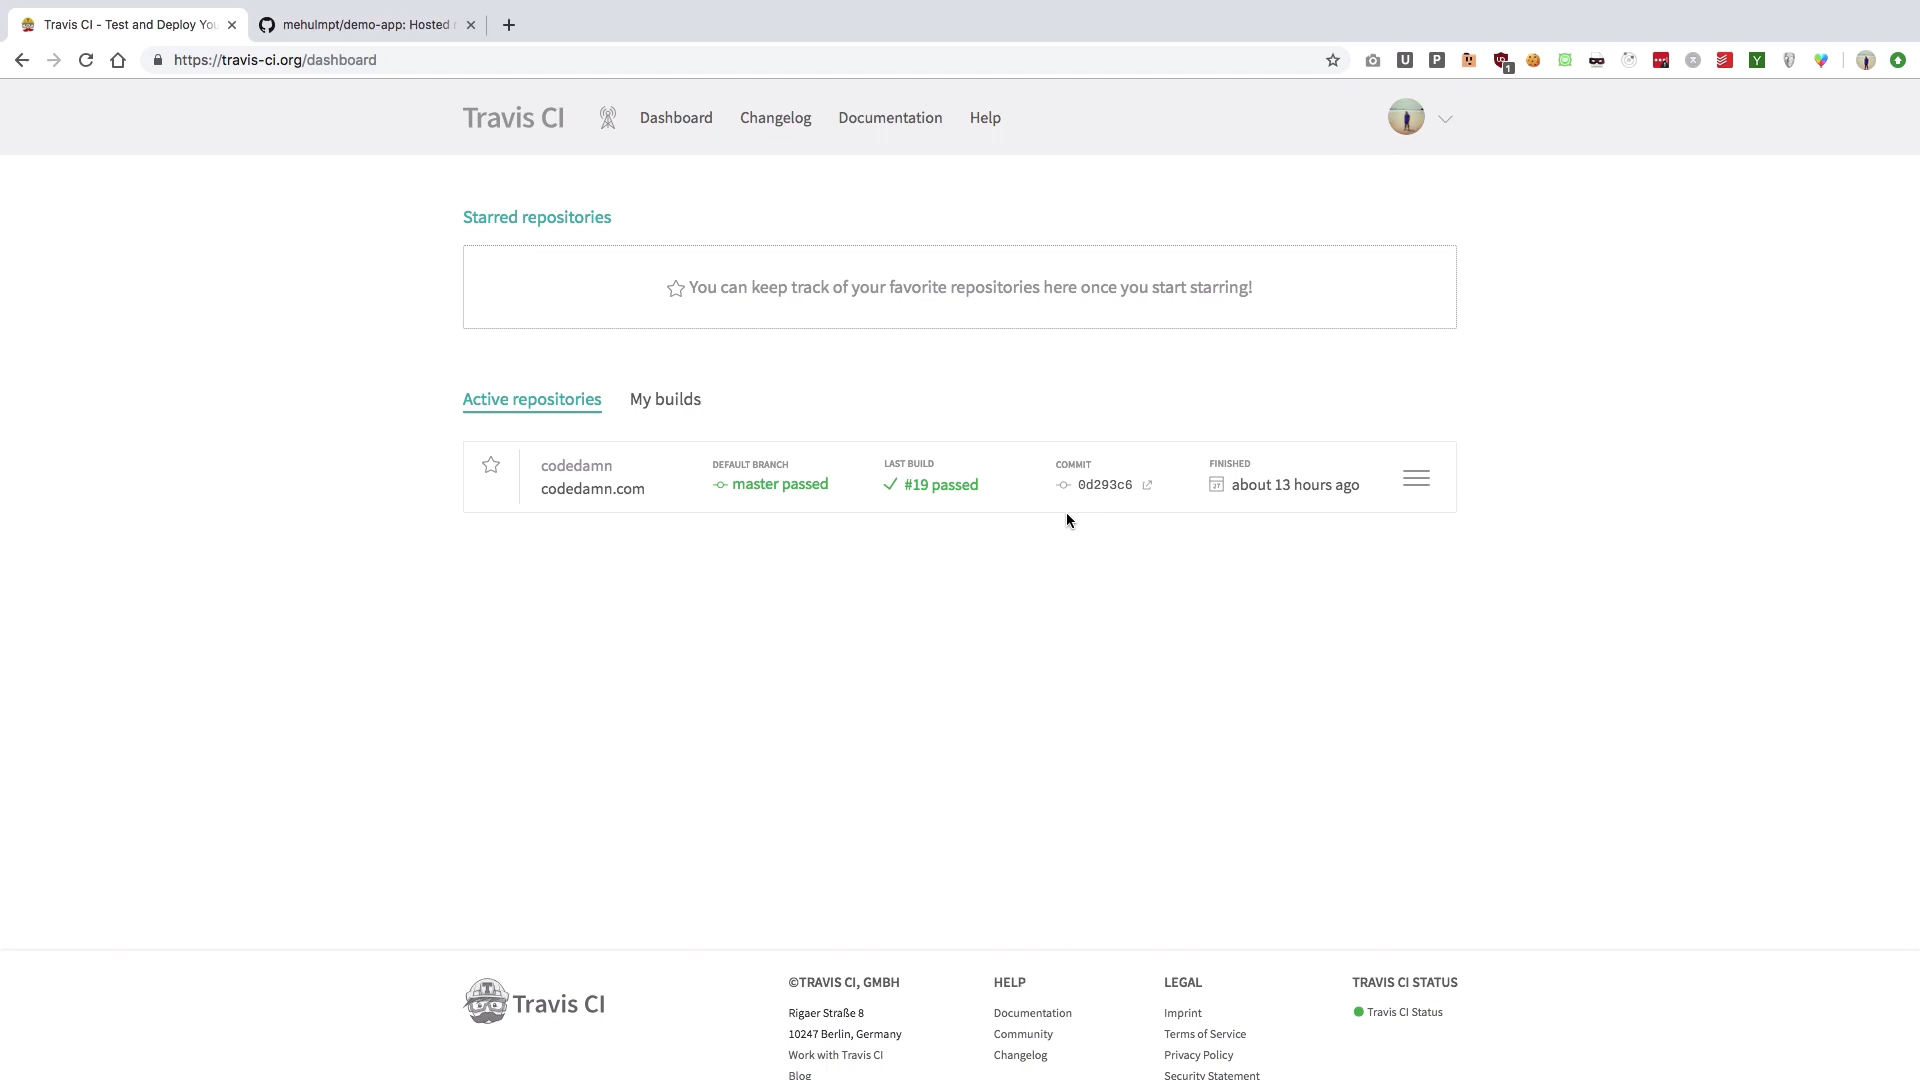 Travis CI - Test and Deploy You
mehulmpt/demo-app: Hosted
https://travis-ci.org/dashboard
Travis CI
Dashboard
Changelog
Documentation
Help
Starred repositories
You can keep track of your favorite repositories here once you start starring!
Active repositories
My builds
codedamn
codedamn.com
DEFAULT BRANCH
master passed
LAST BUILD
#19 passed
COMMIT
0d293c6
FINISHED
27
about 13 hours ago
Travis CI
©TRAVIS CI, GMBH
Rigaer Straße 8
10247 Berlin, Germany
Work with Travis CI
Blog
HELP
Documentation
Community
Changelog
LEGAL
Imprint
Terms of Service
Privacy Policy
Security Statement
TRAVIS CI STATUS
Travis CI Status